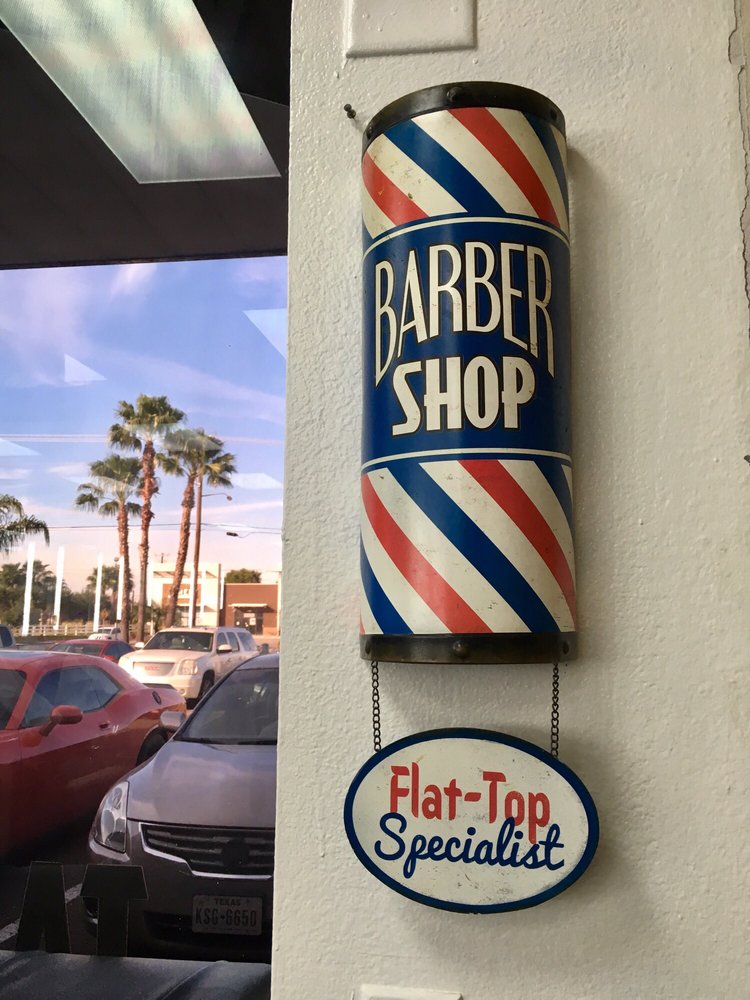 BARBER
SHOP
Flat-Top
Specialist
TEXAS
KSG•6650